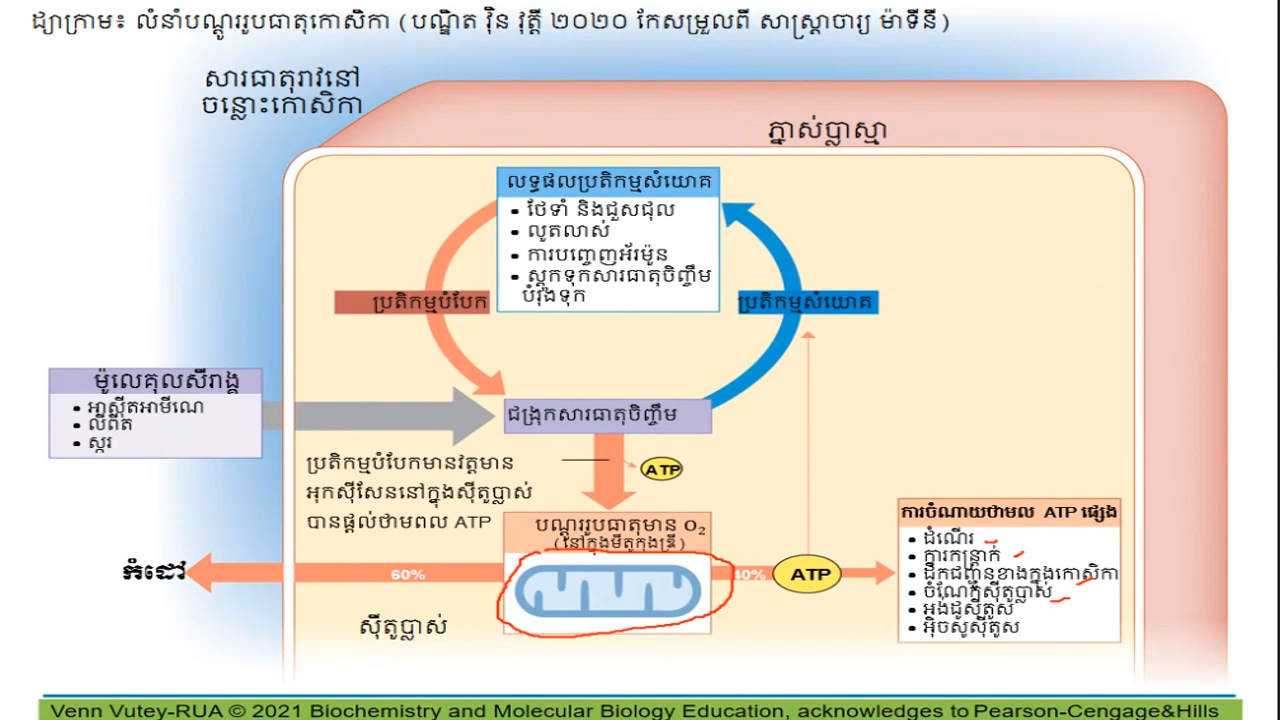 ដ្យាក្រាម៖ លំនាំបណ្តូររូបធាតុកោសិកា (បណ្ឌិត វ៉ិន វុត្តី ២០២០ កែសម្រួលពី សាស្ត្រាចារ្យ ម៉ាទីនី)
សារធាតុរាវនៅ
ចន្លោះកោសិកា
ភ្នាស់ប្លាស្មា
លទ្ធផលប្រតិកម្មសំយោគ
• ថែទាំ និងជួសជុល
• លូតលាស់
• ការបញ្ចេញអ័រម៉ូន
• ស្តុកទុកសារធាតុចិញ្ចឹម
បំរុងទុក
ប្រតិកម្មបំបែក
ប្រតិកម្មសំយោគ
ម៉ូលេគុលសរីរាង្គ
• អាស៊ីតអាមីណេ
• លីពីត
• ស្ករ
ជង្រុកសារធាតុចិញ្ចឹម
ប្រតិកម្មបំបែកមានវត្តមាន
អុកស៊ីសែននៅក្នុងស៊ីតូប្លាស់
បានផ្តល់ថាមពល ATP
ATP
បណ្តូររូបធាតុមាន O₂
(នៅក្នុងមីតូកុងឌ្រី)
កំដៅ
60%
40%
ATP
ស៊ីតូប្លាស់
ការចំណាយថាមល ATP ផ្សេង
• ដំណើរ
• ការកន្ត្រាក់
• ដឹកជញ្ជូនខាងក្នុងកោសិកា
• ចំណែកស៊ីតូប្លាស
• អង់ដូស៊ីតូស
• អ៊ិចសូស៊ីតូស
Venn Vutey-RUA © 2021 Biochemistry and Molecular Biology Education, acknowledges to Pearson-Cengage&Hills